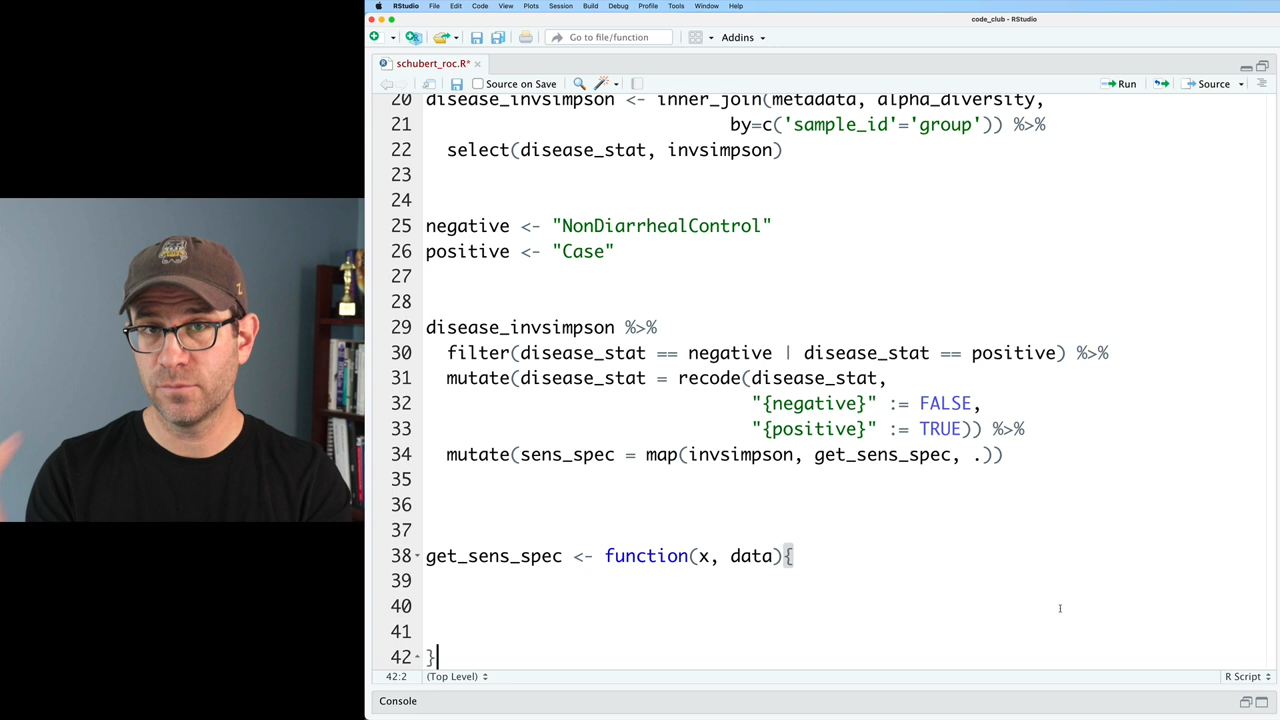 RStudio File Edit Code View Plots Session Build Debug Profile Tools Window Help
code_club - RStudio
Go to file/function Addins
schubert_roc.R*
Source on Save Run Source
20 disease_invsimpson <- inner_join(metadata, alpha_diversity,
21 by=c('sample_id'='group')) %>%
22 select(disease_stat, invsimpson)
23
24
25 negative <- "NonDiarrhealControl"
26 positive <- "Case"
27
28
29 disease_invsimpson %>%
30 filter(disease_stat == negative | disease_stat == positive) %>%
31 mutate(disease_stat = recode(disease_stat,
32 "{negative}" := FALSE,
33 "{positive}" := TRUE)) %>%
34 mutate(sens_spec = map(invsimpson, get_sens_spec, .))
35
36
37
38 get_sens_spec <- function(x, data){
39
40
41
42 }
42:2 (Top Level) R Script
Console